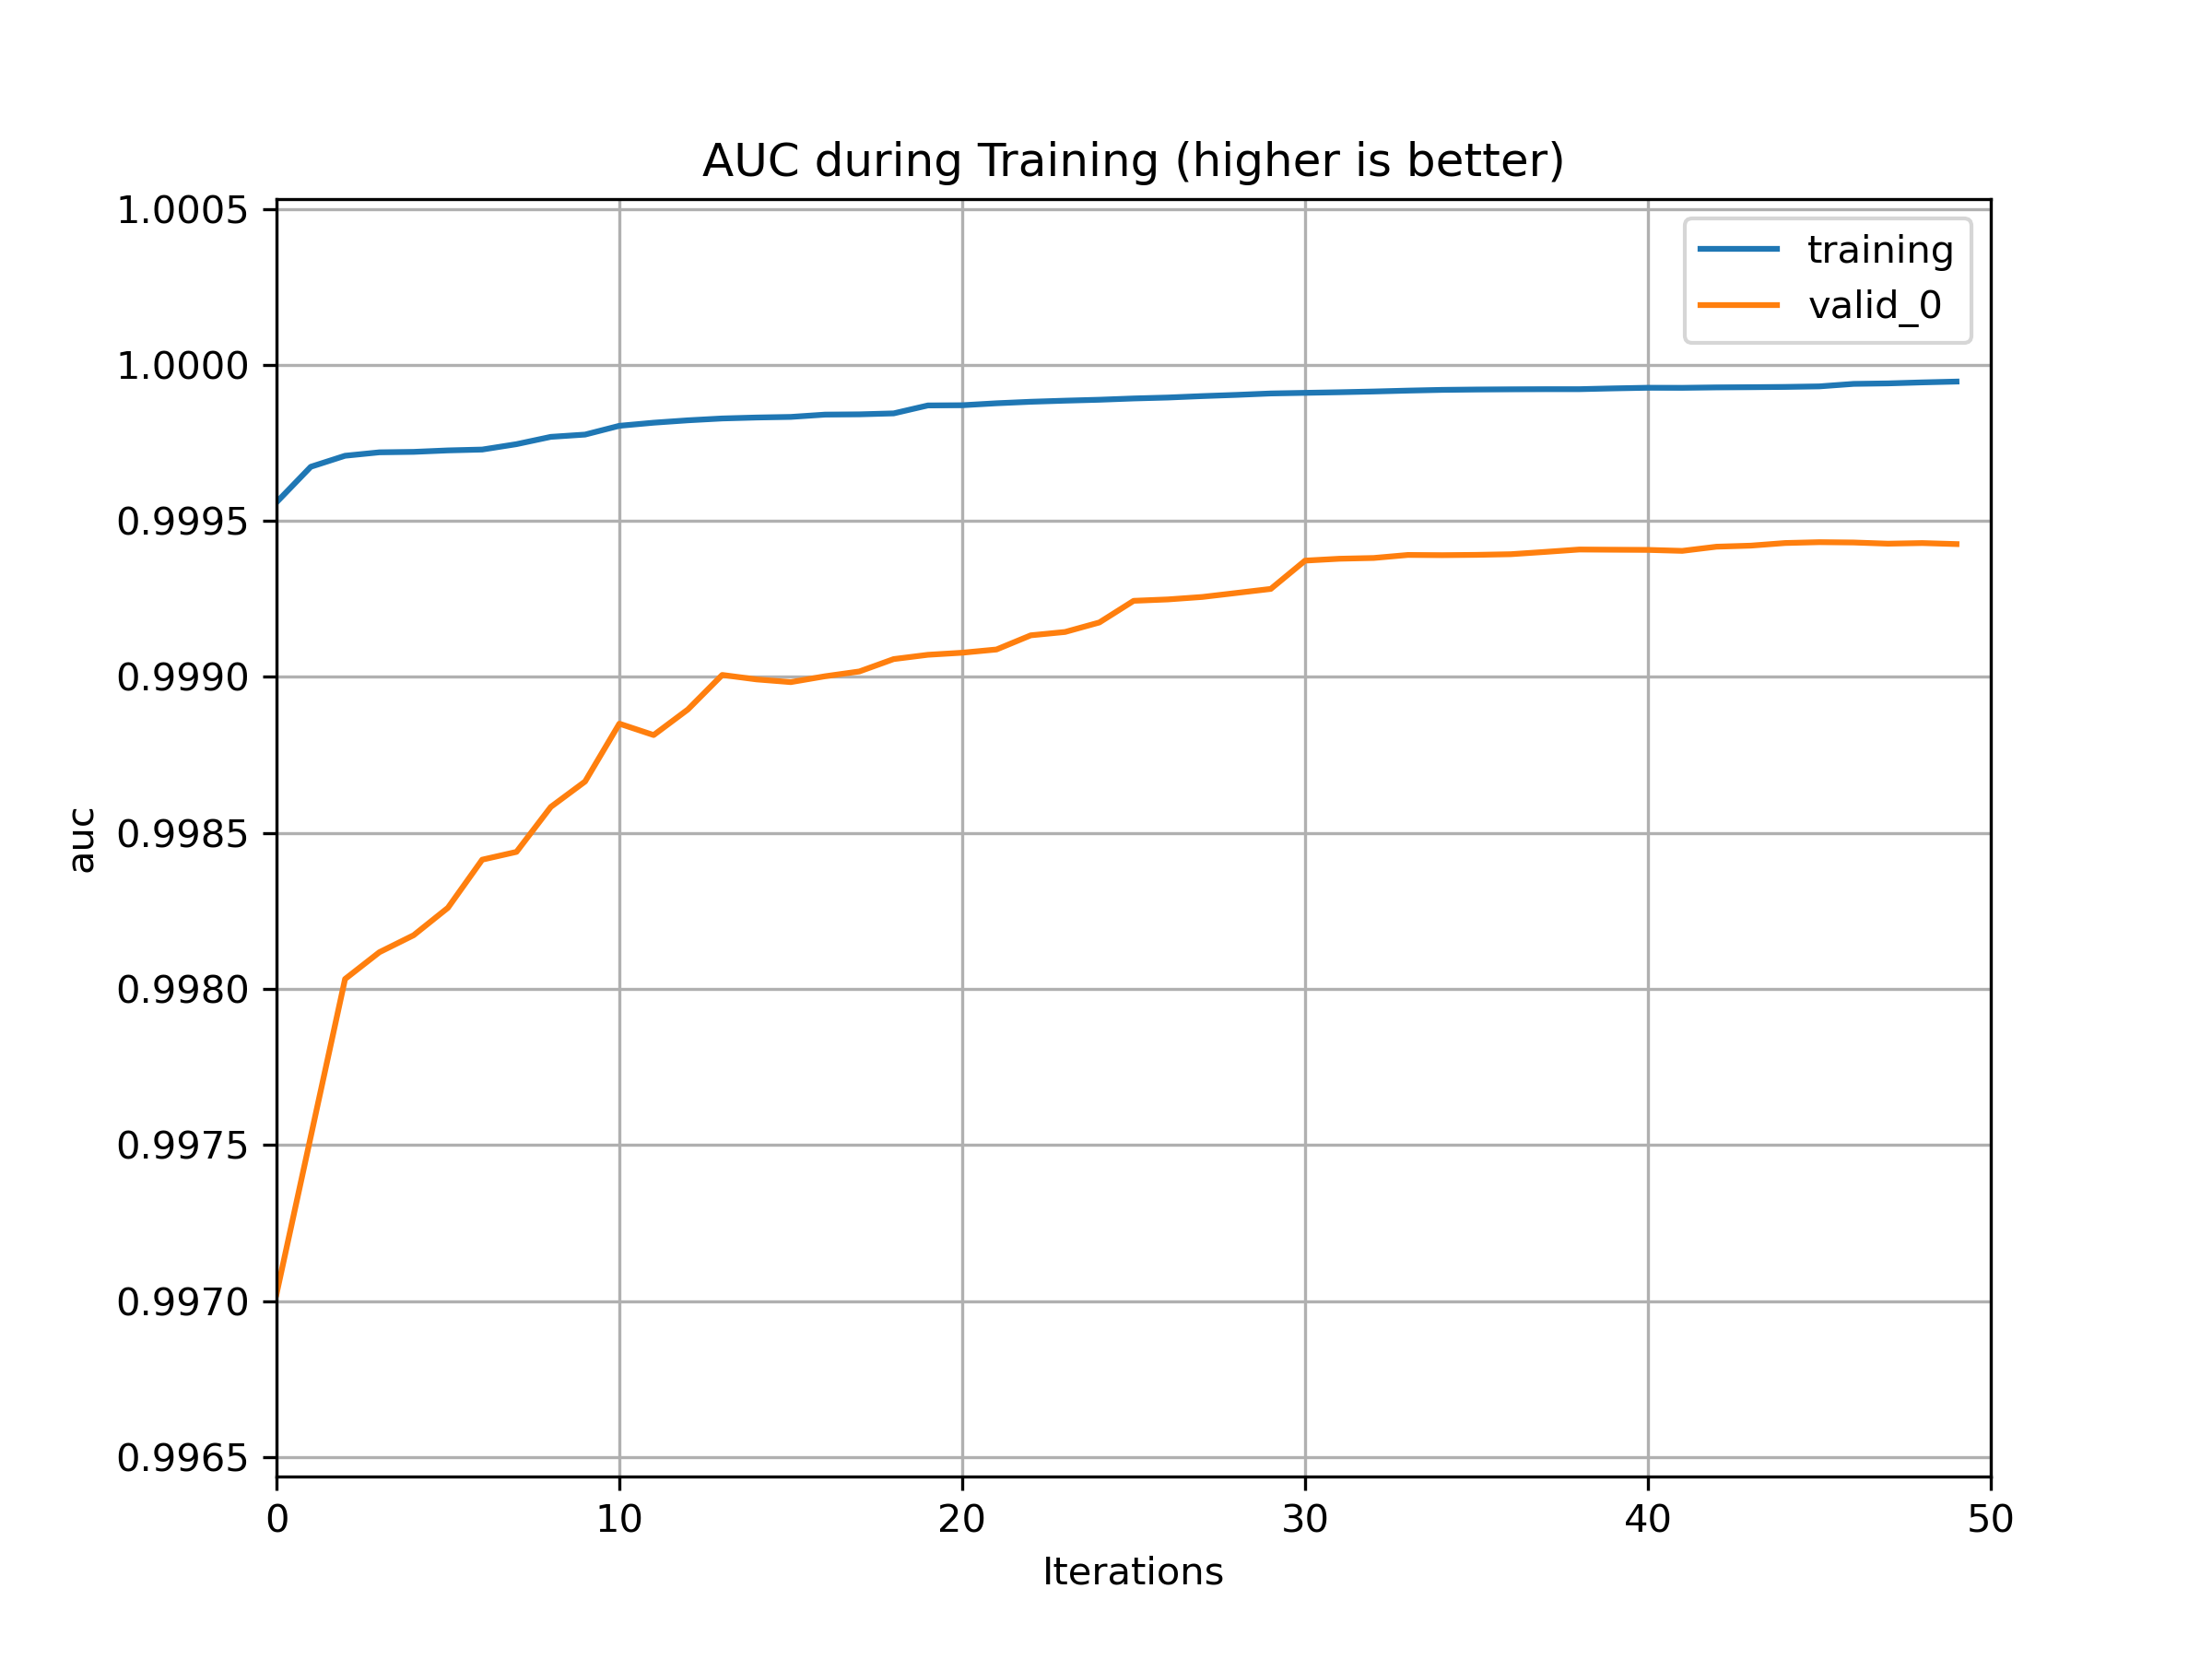 AUC during Training (higher is better)
1.0005
1.0000
0.9995
0.9990
0.9985
0.9980
0.9975
0.9970
0.9965
auc
training
valid_0
0 10 20 30 40 50
Iterations